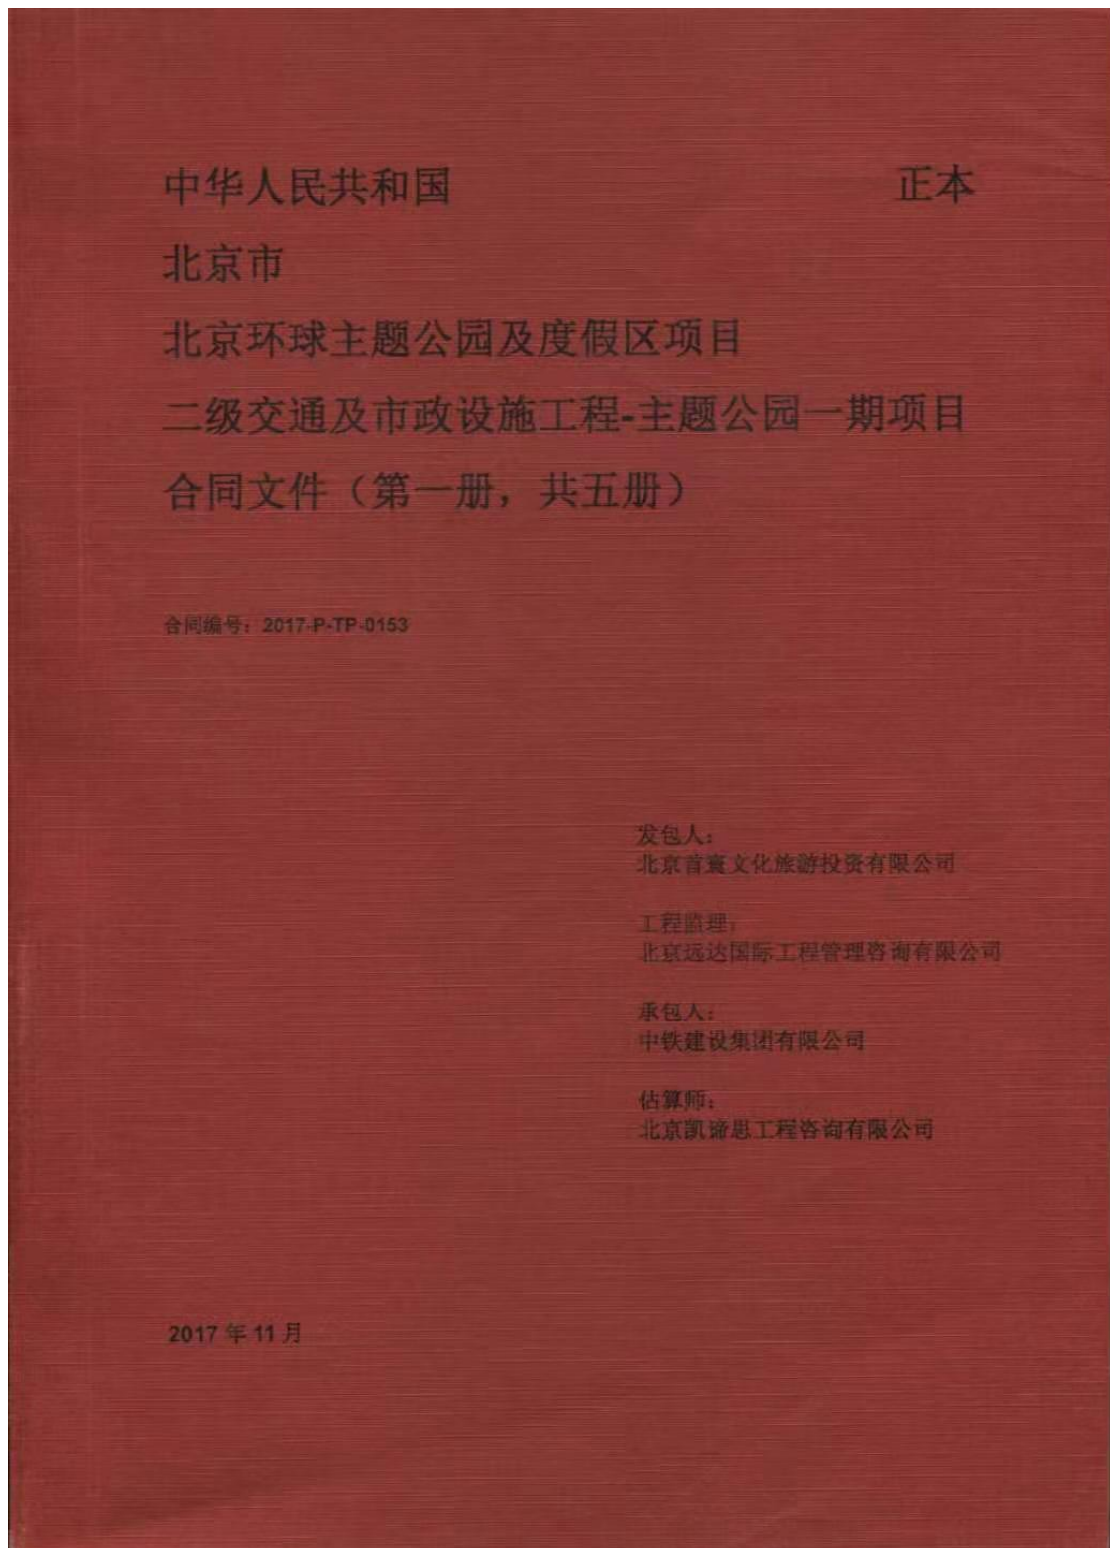 中华人民共和国
正本
北京市
北京环球主题公园及度假区项目
二级交通及市政设施工程-主题公园一期项目
合同文件（第一册，共五册）
合同编号：2017-P-TP-0153
发包人：
北京首寰文化旅游投资有限公司
工程监理：
北京远达国际工程管理咨询有限公司
承包人：
中铁建设集团有限公司
估算师：
北京凯谛思工程咨询有限公司
2017 年 11 月